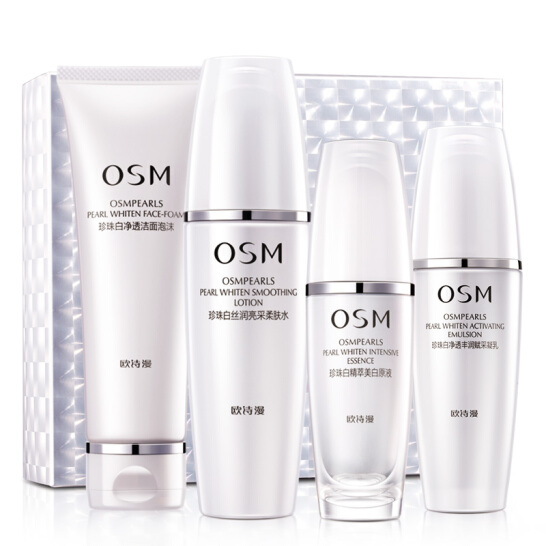 OSM
OSMPEARLS
PEARL WHITEN FACE-FOAM
珍珠白净透洁面泡沫
欧诗漫
OSM
OSMPEARLS
PEARL WHITEN SMOOTHING
LOTION
珍珠白丝润亮采柔肤水
欧诗漫
OSM
OSMPEARLS
PEARL WHITEN INTENSIVE
ESSENCE
珍珠白精萃美白原液
欧诗漫
OSM
OSMPEARLS
PEARL WHITEN ACTIVATING
EMULSION
珍珠白净透丰润赋采凝乳
欧诗漫